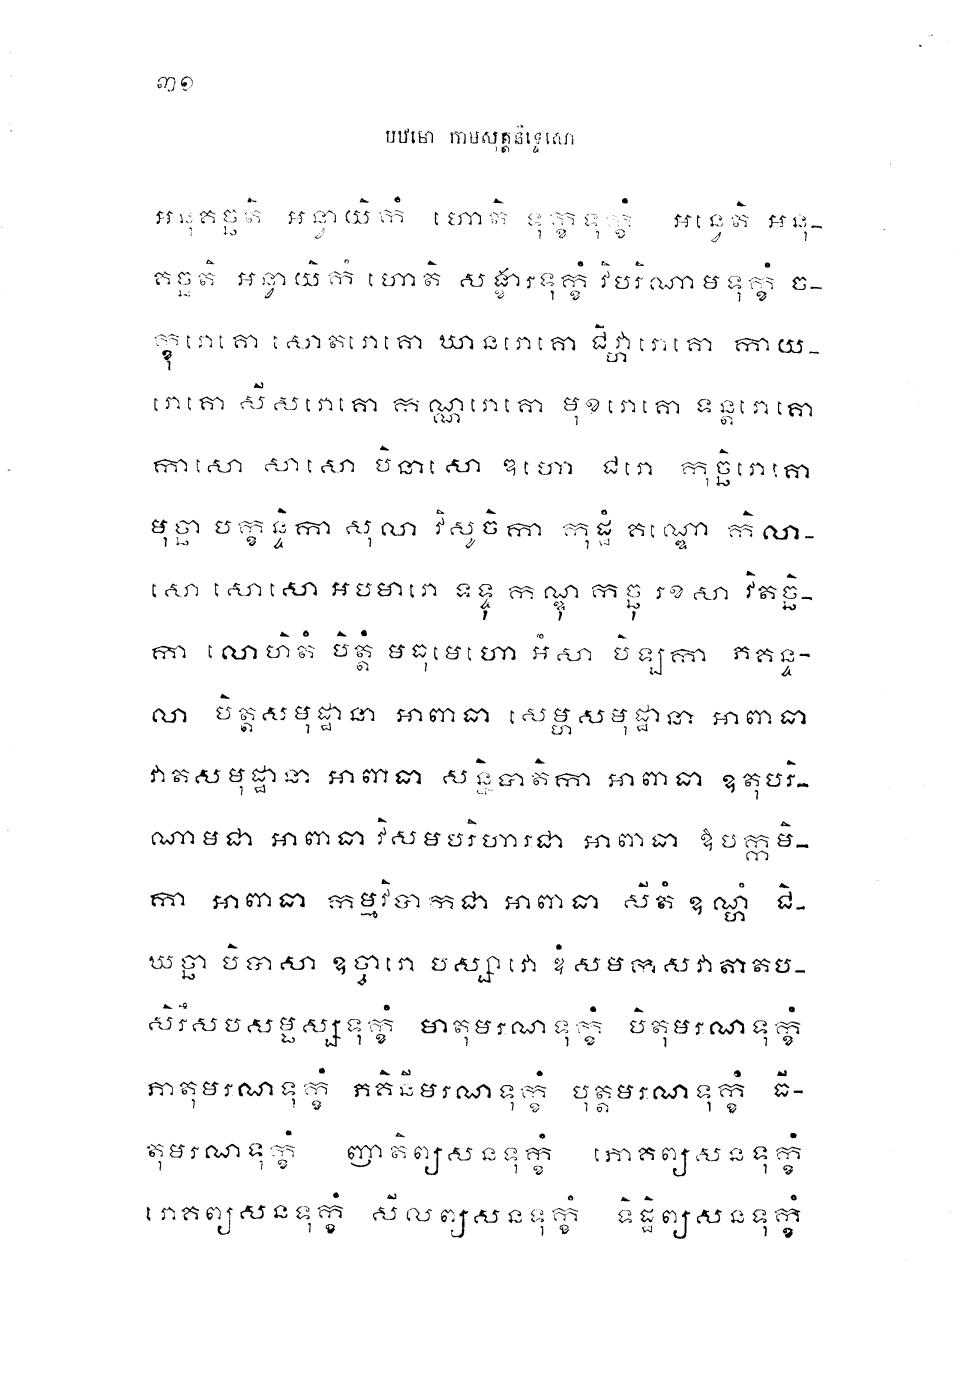 ៣១
បឋមោ កាមសុត្តនិទ្ទេសោ
អនុគច្ឆតិ អន្វាយិកំ ហោតិ ទុក្ខទុក្ខំ អន្វេតិ អនុ-
គច្ឆតិ អន្វាយិកំ ហោតិ សង្ខារទុក្ខំ វិបរិណាមទុក្ខំ ច-
ក្ខុរោគោ សោតរោគោ ឃានរោគោ ជិវ្ហារោគោ កាយ-
រោគោ សីសរោគោ កណ្ណរោគោ មុខរោគោ ទន្តរោគោ
កាសោ សាសោ បិនាសោ ឌហោ ជរោ កុច្ឆិរោគោ
មុច្ឆា បក្ខន្ទិកា សុលា វិសូចិកា កុដ្ឋំ គណ្ឌោ កិលា-
សោ សោសោ អបមារោ ទទ្ទុ កណ្ឌុ កច្ឆុ រខសា វិតច្ឆិ-
កា លោហិតំ បិត្តំ មធុមេហោ អំសា បិឡកា ភគន្ទ-
លា បិត្តសមុដ្ឋានា អាពាធា សេម្ហសមុដ្ឋានា អាពាធា
វាតសមុដ្ឋានា អាពាធា សន្និបាតិកា អាពាធា ឧតុបរិ-
ណាមជា អាពាធា វិសមបរិហារជា អាពាធា ឱបក្កមិ-
កា អាពាធា កម្មវិបាកជា អាពាធា សីតំ ឧណ្ហំ ជិ-
ឃច្ឆា បិបាសា ឧច្ចារោ បស្សាវោ ឌំសមកសវាតាតប-
សិរឹសបសម្ផស្សទុក្ខំ មាតុមរណទុក្ខំ បិតុមរណទុក្ខំ
ភាតុមរណទុក្ខំ ភគិនីមរណទុក្ខំ បុត្តមរណទុក្ខំ ធី-
តុមរណទុក្ខំ ញាតិព្យសនទុក្ខំ ភោគព្យសនទុក្ខំ
រោគព្យសនទុក្ខំ សីលព្យសនទុក្ខំ ទិដ្ឋិព្យសនទុក្ខំ